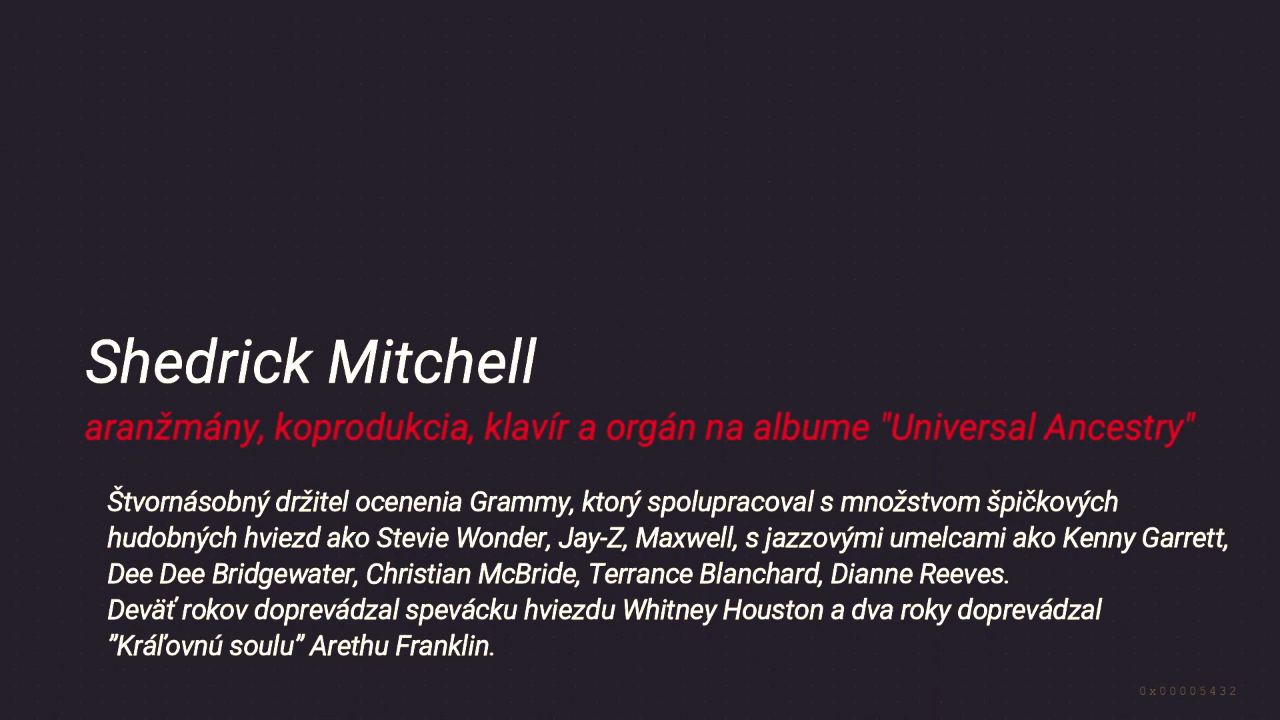 Shedrick Mitchell
aranžmány, koprodukcia, klavír a orgán na albume "Universal Ancestry"
Štvornásobný držitel ocenenia Grammy, ktorý spolupracoval s množstvom špičkových
hudobných hviezd ako Stevie Wonder, Jay-Z, Maxwell, s jazzovými umelcami ako Kenny Garrett,
Dee Dee Bridgewater, Christian McBride, Terrance Blanchard, Dianne Reeves.
Deväť rokov doprevádzal spevácku hviezdu Whitney Houston a dva roky doprevádzal
”Kráľovnú soulu” Arethu Franklin.
0x00005432